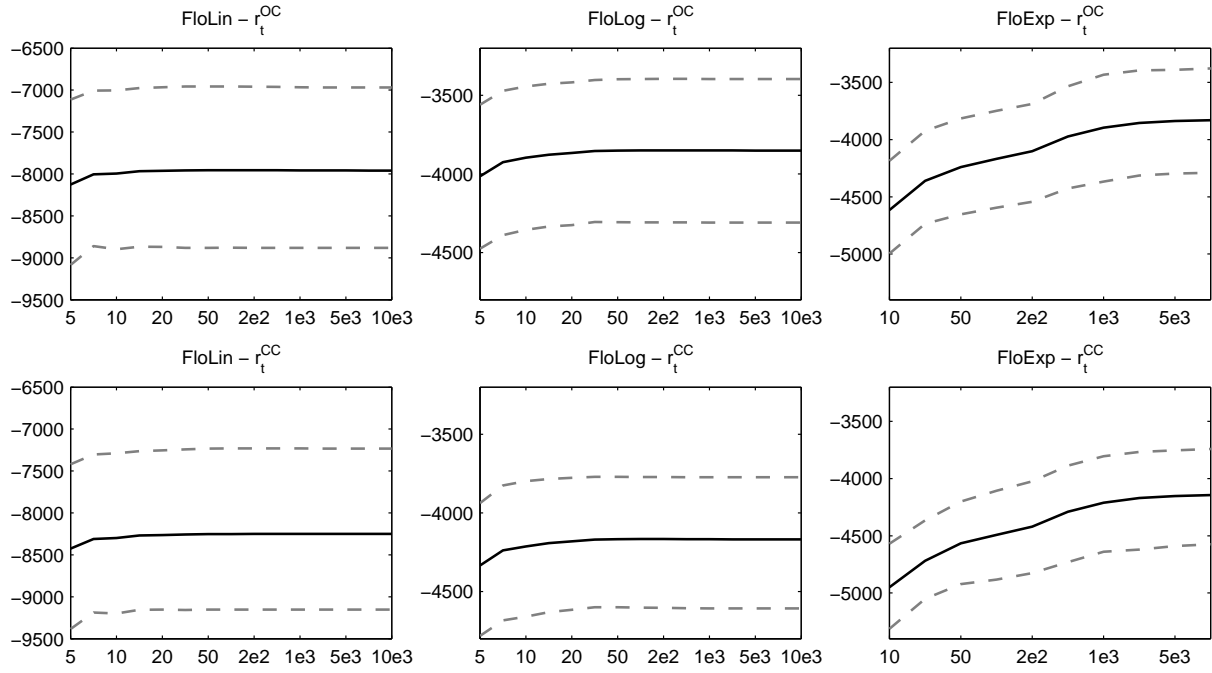 FloLin − r_t^OC
−6500
−7000
−7500
−8000
−8500
−9000
−9500
5 10 20 50 2e2 1e3 5e3 10e3
FloLog − r_t^OC
−3500
−4000
−4500
5 10 20 50 2e2 1e3 5e3 10e3
FloExp − r_t^OC
−3500
−4000
−4500
−5000
10 50 2e2 1e3 5e3
FloLin − r_t^CC
−6500
−7000
−7500
−8000
−8500
−9000
−9500
5 10 20 50 2e2 1e3 5e3 10e3
FloLog − r_t^CC
−3500
−4000
−4500
5 10 20 50 2e2 1e3 5e3 10e3
FloExp − r_t^CC
−3500
−4000
−4500
−5000
10 50 2e2 1e3 5e3